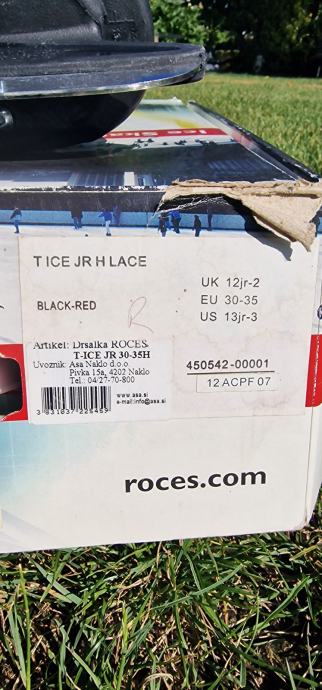 Ice Ska
T ICE JR H LACE
UK 12jr-2
EU 30-35
US 13jr-3
BLACK-RED
R
Artikel: Drsalka ROCES.
T-ICE JR 30-35H
Uvoznik: Asa Naklo d.o.o.
Pivka 15a, 4202 Naklo
Tel.: 04/27-70-800
www.asa.si
e-mail:info@asa.si
450542-00001
12 ACPF 07
roces.com